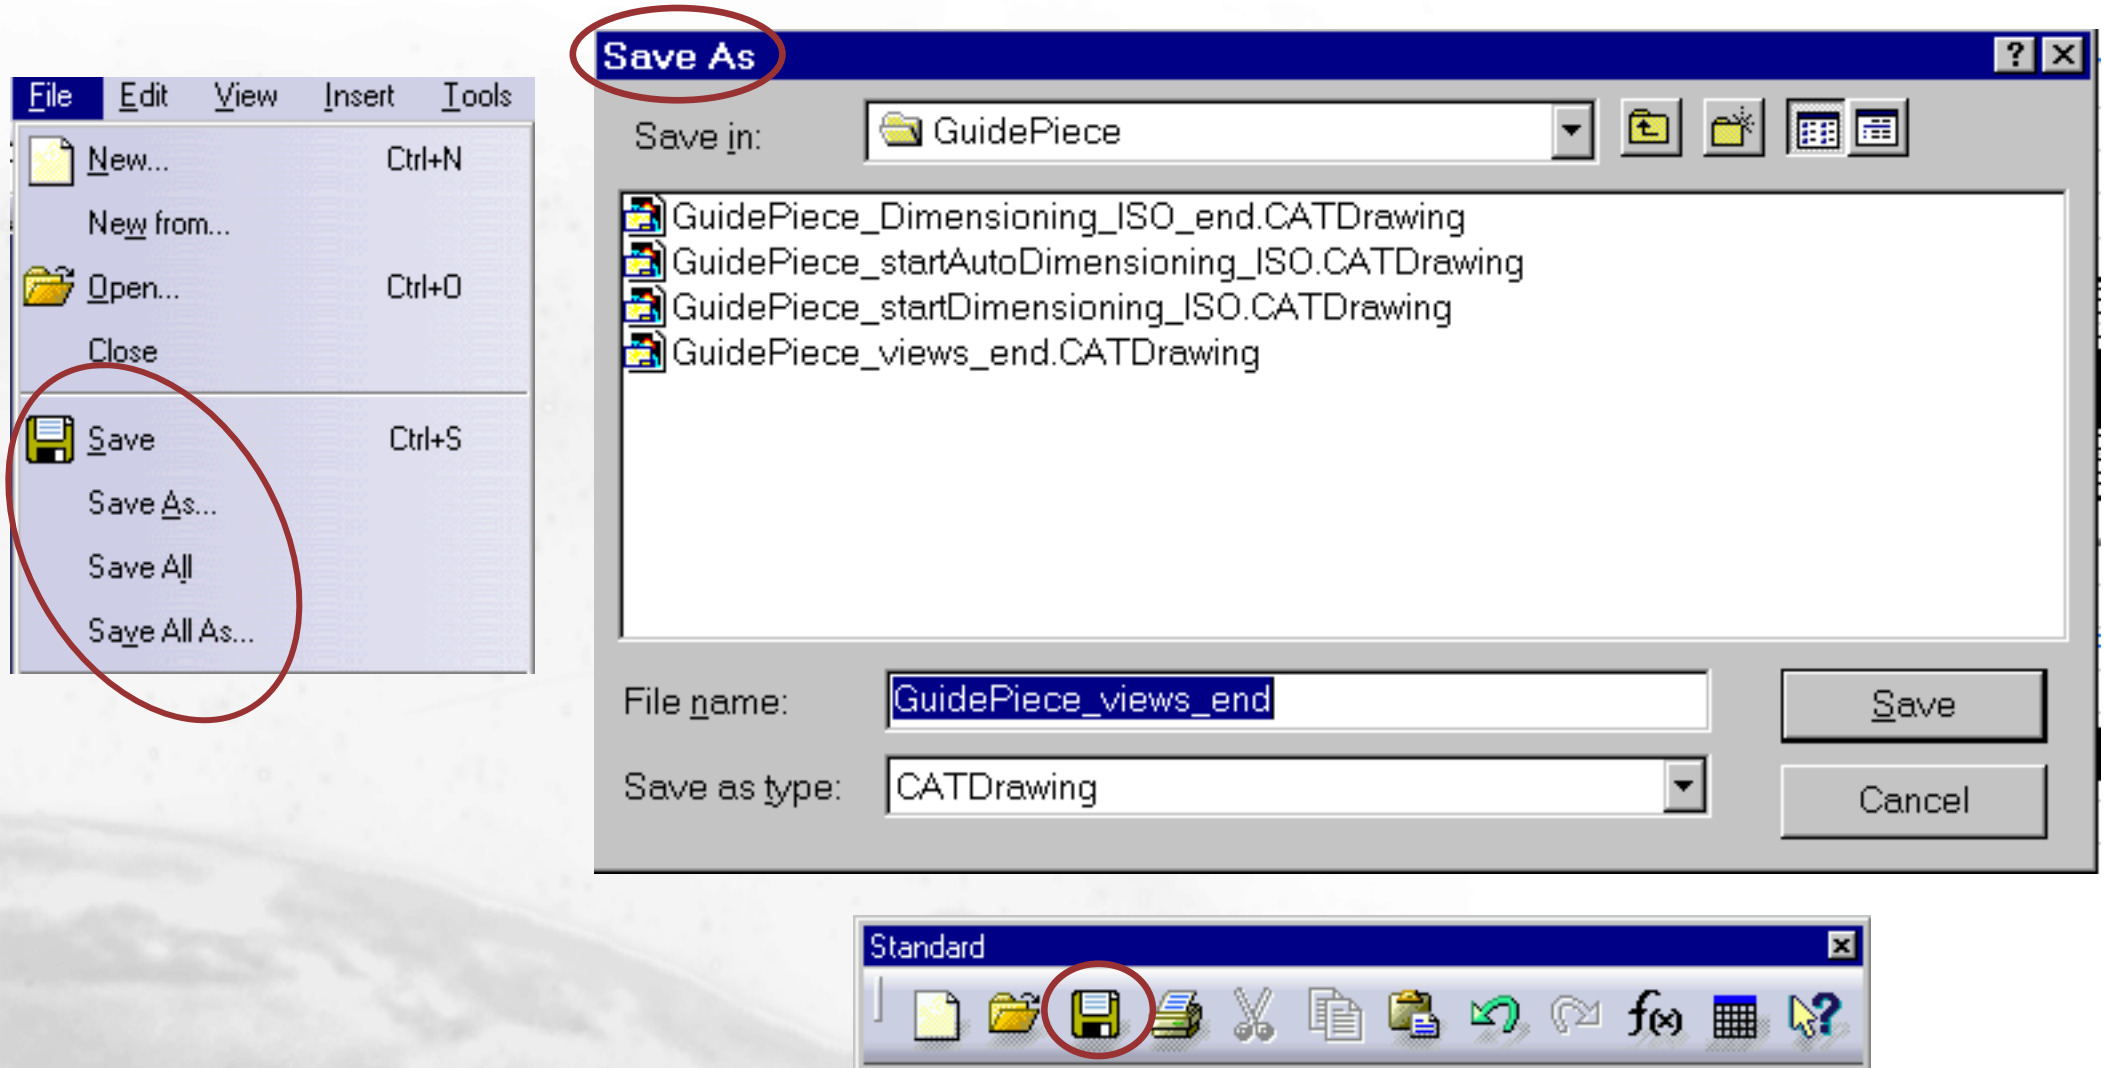 File Edit View Insert Tools
New... Ctrl+N
New from...
Open... Ctrl+O
Close
Save Ctrl+S
Save As...
Save All
Save All As...
Save As
Save in: GuidePiece
GuidePiece_Dimensioning_ISO_end.CATDrawing
GuidePiece_startAutoDimensioning_ISO.CATDrawing
GuidePiece_startDimensioning_ISO.CATDrawing
GuidePiece_views_end.CATDrawing
File name: GuidePiece_views_end Save
Save as type: CATDrawing Cancel
Standard
f(x)